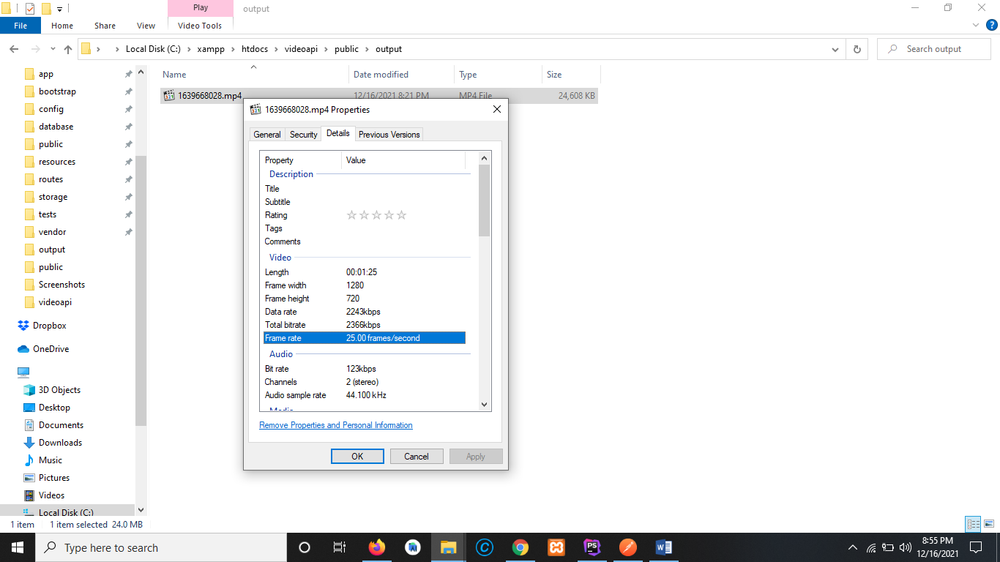 Play
output
File
Home
Share
View
Video Tools
Local Disk (C:)
xampp
htdocs
videoapi
public
output
Search output
app
bootstrap
config
database
public
resources
routes
storage
tests
vendor
output
public
Screenshots
videoapi
Dropbox
OneDrive
3D Objects
Desktop
Documents
Downloads
Music
Pictures
Videos
Local Disk (C:)
Name
Date modified
Type
Size
1639668028.mp4
12/16/2021 8:21 PM
MP4 File
24,608 KB
1639668028.mp4 Properties
General
Security
Details
Previous Versions
Property
Value
Description
Title
Subtitle
Rating
Tags
Comments
Video
Length 00:01:25
Frame width 1280
Frame height 720
Data rate 2243kbps
Total bitrate 2366kbps
Frame rate 25.00 frames/second
Audio
Bit rate 123kbps
Channels 2 (stereo)
Audio sample rate 44.100 kHz
Media
Remove Properties and Personal Information
OK
Cancel
Apply
1 item
1 item selected 24.0 MB
Type here to search
8:55 PM
12/16/2021